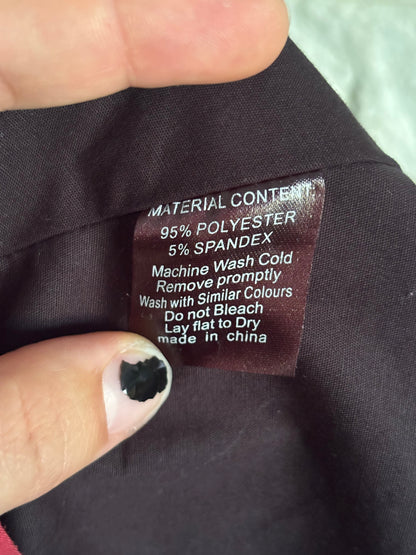 MATERIAL CONTENT
95% POLYESTER
5% SPANDEX
Machine Wash Cold
Remove promptly
Wash with Similar Colours
Do not Bleach
Lay flat to Dry
made in china